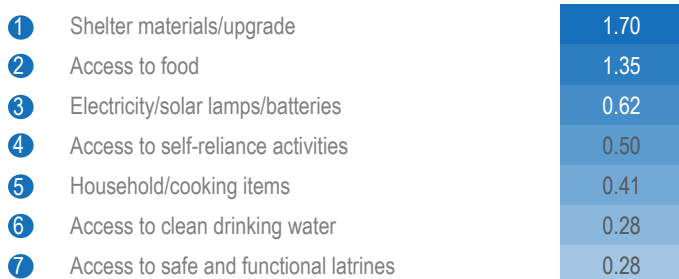 1 Shelter materials/upgrade 1.70
2 Access to food 1.35
3 Electricity/solar lamps/batteries 0.62
4 Access to self-reliance activities 0.50
5 Household/cooking items 0.41
6 Access to clean drinking water 0.28
7 Access to safe and functional latrines 0.28